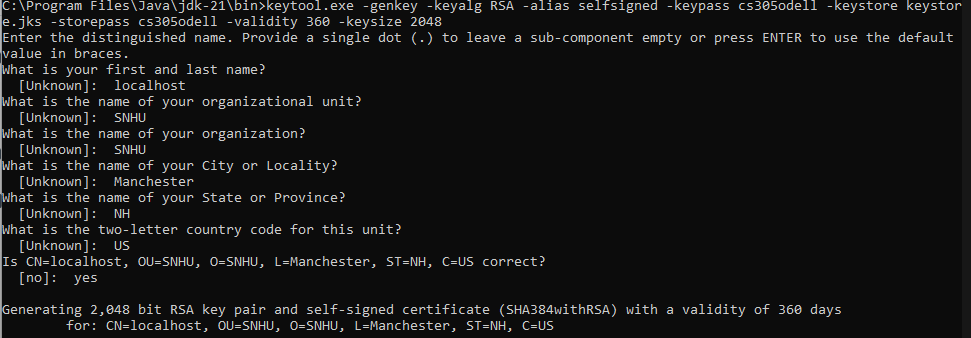 C:\Program Files\Java\jdk-21\bin>keytool.exe -genkey -keyalg RSA -alias selfsigned -keypass cs305odell -keystore keystor
e.jks -storepass cs305odell -validity 360 -keysize 2048
Enter the distinguished name. Provide a single dot (.) to leave a sub-component empty or press ENTER to use the default
value in braces.
What is your first and last name?
  [Unknown]:  localhost
What is the name of your organizational unit?
  [Unknown]:  SNHU
What is the name of your organization?
  [Unknown]:  SNHU
What is the name of your City or Locality?
  [Unknown]:  Manchester
What is the name of your State or Province?
  [Unknown]:  NH
What is the two-letter country code for this unit?
  [Unknown]:  US
Is CN=localhost, OU=SNHU, O=SNHU, L=Manchester, ST=NH, C=US correct?
  [no]:  yes
Generating 2,048 bit RSA key pair and self-signed certificate (SHA384withRSA) with a validity of 360 days
        for: CN=localhost, OU=SNHU, O=SNHU, L=Manchester, ST=NH, C=US